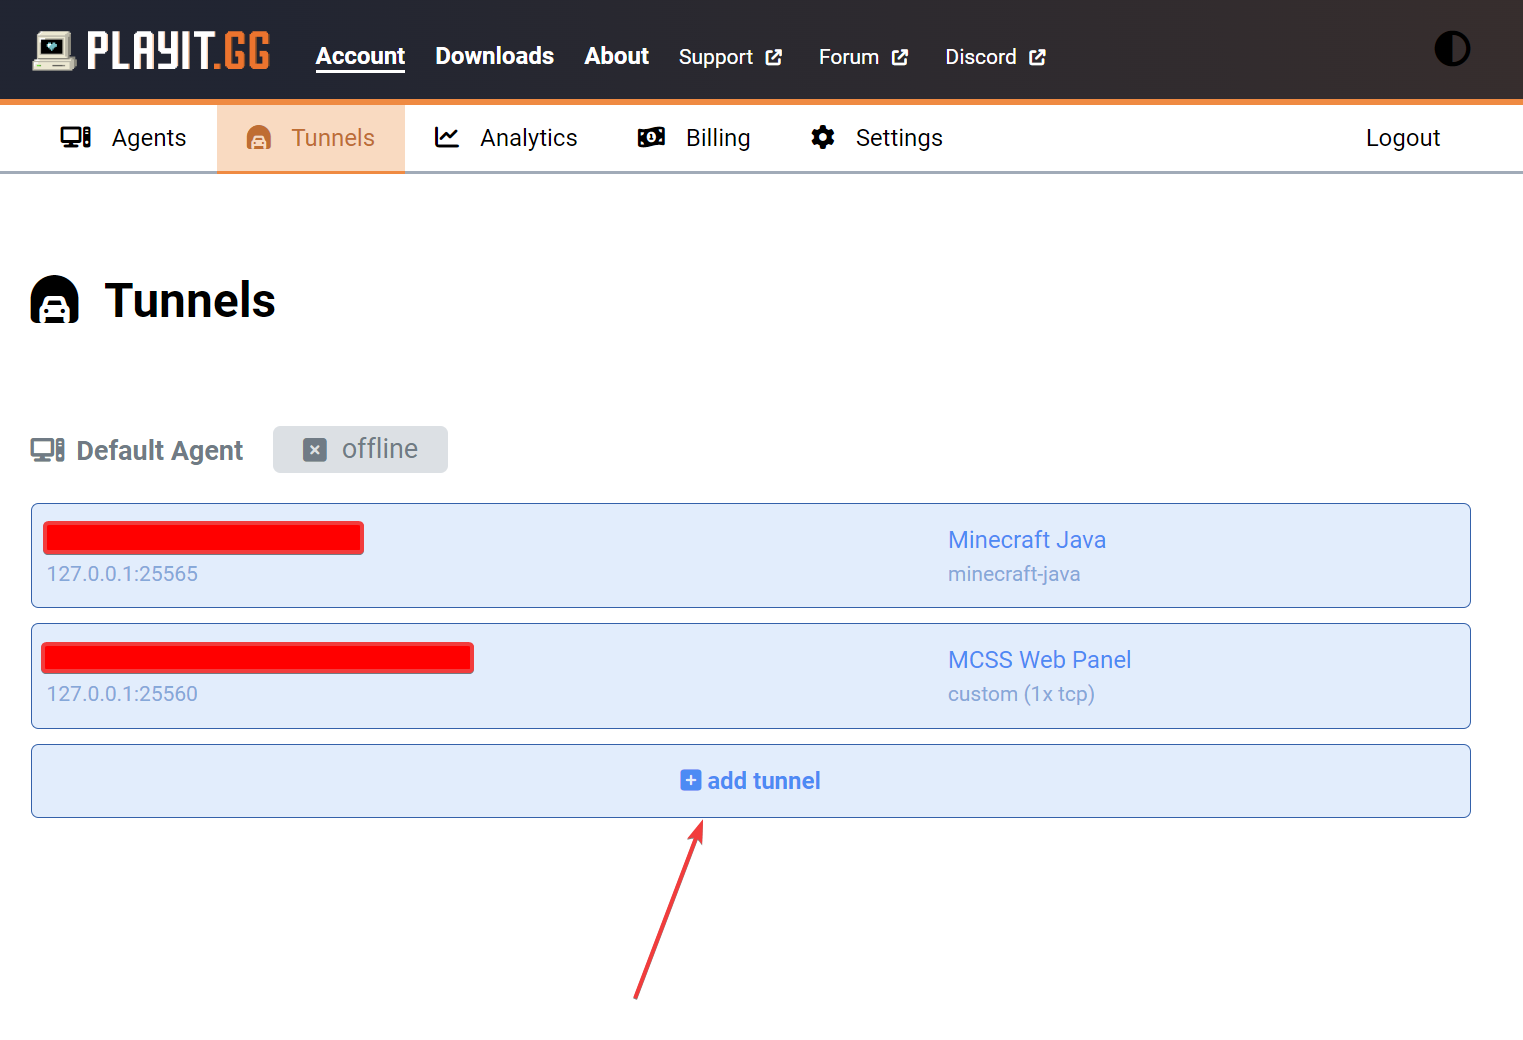 PLAYIT.GG Account Downloads About Support Forum Discord
Agents Tunnels Analytics Billing Settings Logout
Tunnels
Default Agent offline
Minecraft Java
127.0.0.1:25565 minecraft-java
MCSS Web Panel
127.0.0.1:25560 custom (1x tcp)
add tunnel